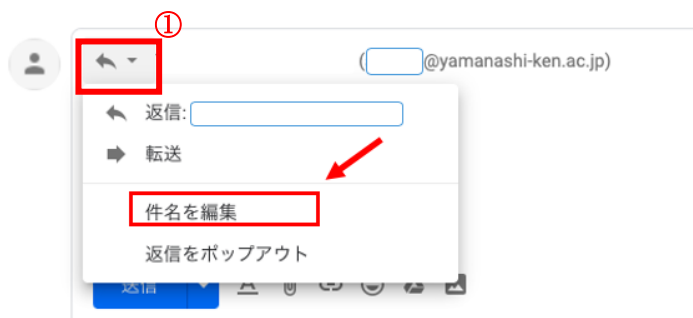 ①
(     @yamanashi-ken.ac.jp)
返信:
転送
件名を編集
返信をポップアウト
送信